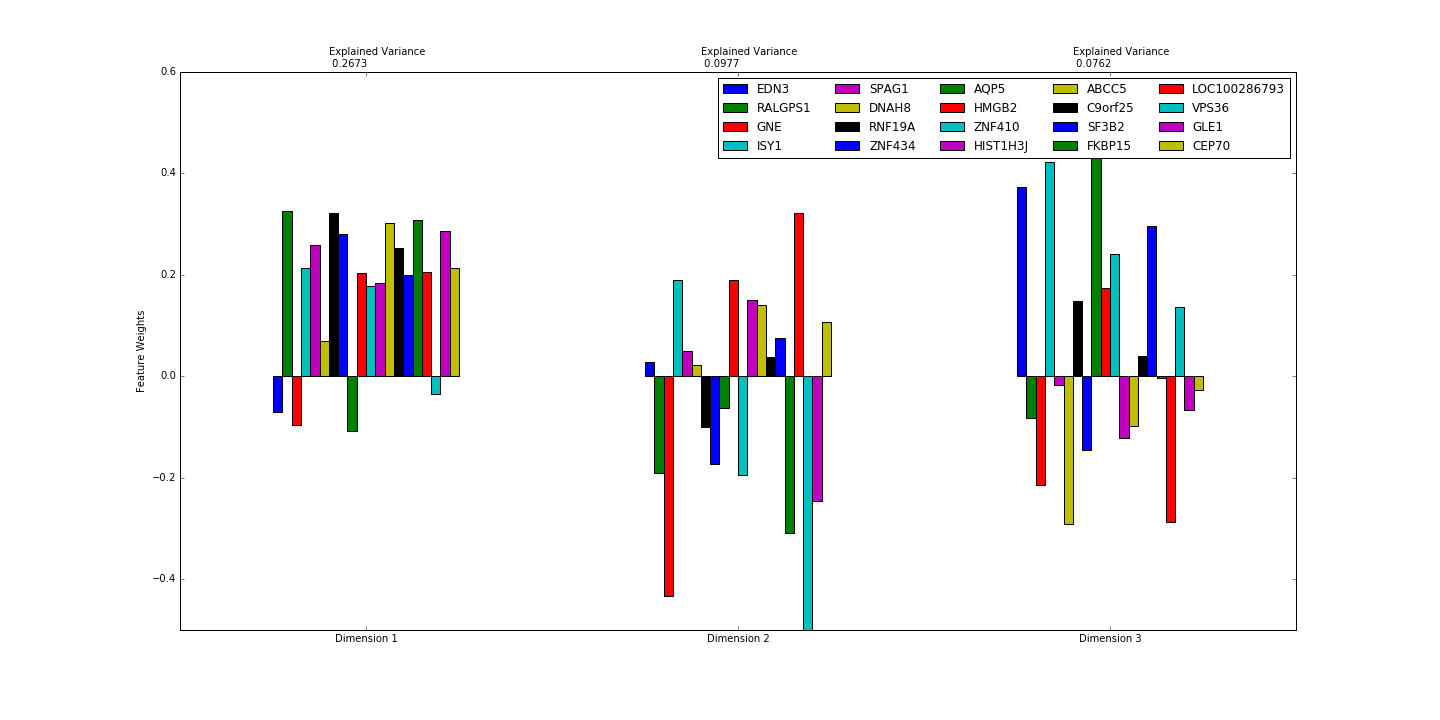 Explained Variance
0.2673
Explained Variance
0.0977
Explained Variance
0.0762
0.6
0.4
0.2
0.0
−0.2
−0.4
Feature Weights
EDN3 SPAG1 AQP5 ABCC5 LOC100286793
RALGPS1 DNAH8 HMGB2 C9orf25 VPS36
GNE RNF19A ZNF410 SF3B2 GLE1
ISY1 ZNF434 HIST1H3J FKBP15 CEP70
Dimension 1 Dimension 2 Dimension 3